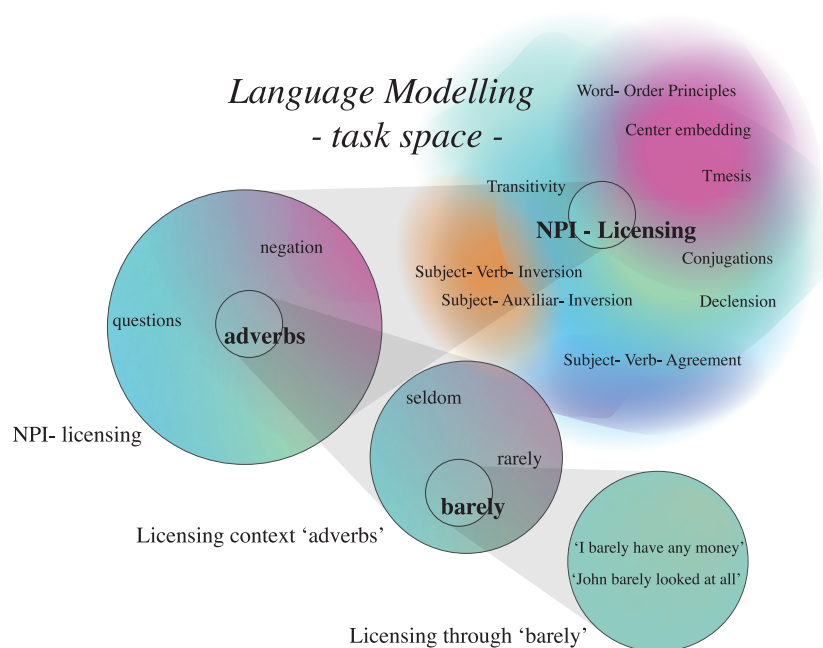 Language Modelling
- task space -
Word- Order Principles
Center embedding
Tmesis
Transitivity
NPI - Licensing
Conjugations
Declension
Subject- Verb- Inversion
Subject- Auxiliar- Inversion
Subject- Verb- Agreement
negation
questions
adverbs
NPI- licensing
seldom
rarely
barely
Licensing context ‘adverbs’
‘I barely have any money’
‘John barely looked at all’
Licensing through ‘barely’